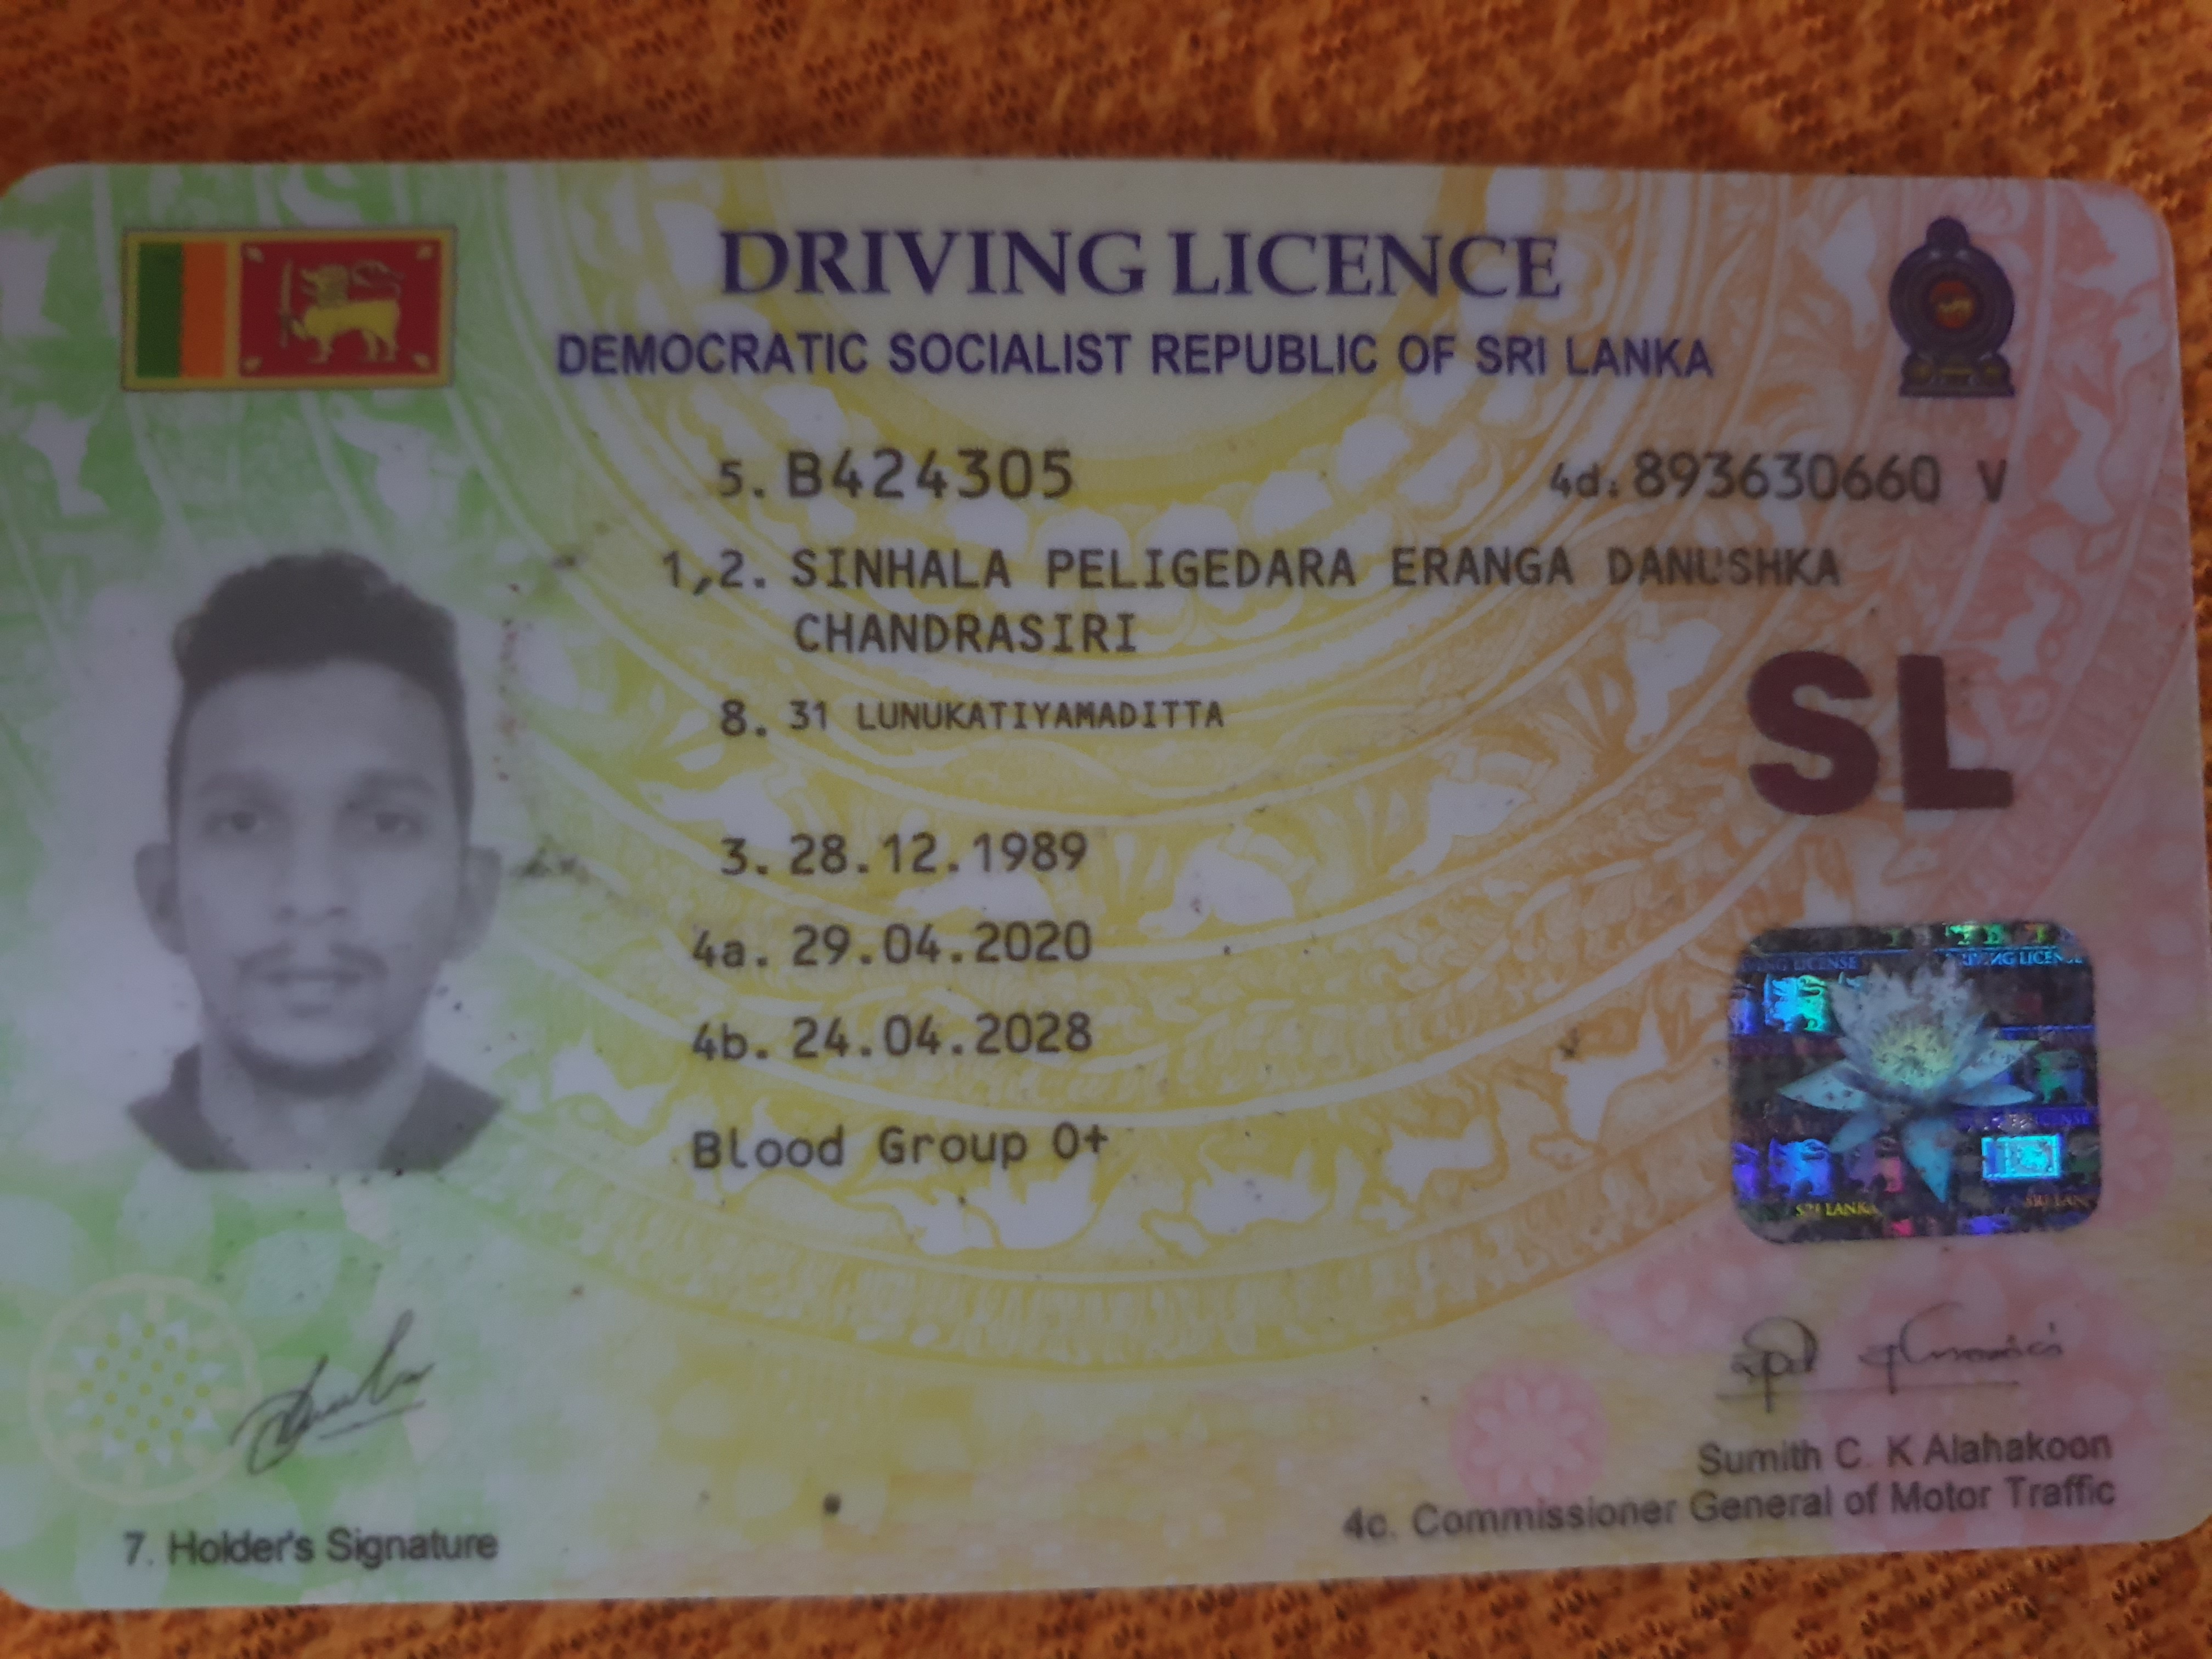 DRIVING LICENCE
DEMOCRATIC SOCIALIST REPUBLIC OF SRI LANKA
5. B424305 4d. 893630660 V
1,2. SINHALA PELIGEDARA ERANGA DANUSHKA
CHANDRASIRI
SL
8. 31 LUNUKATIYAMADITTA
3. 28.12.1989
4a. 29.04.2020
4b. 24.04.2028
Blood Group O+
SRI LANKA
Sumith C. K Alahakoon
7. Holder's Signature
4c. Commissioner General of Motor Traffic